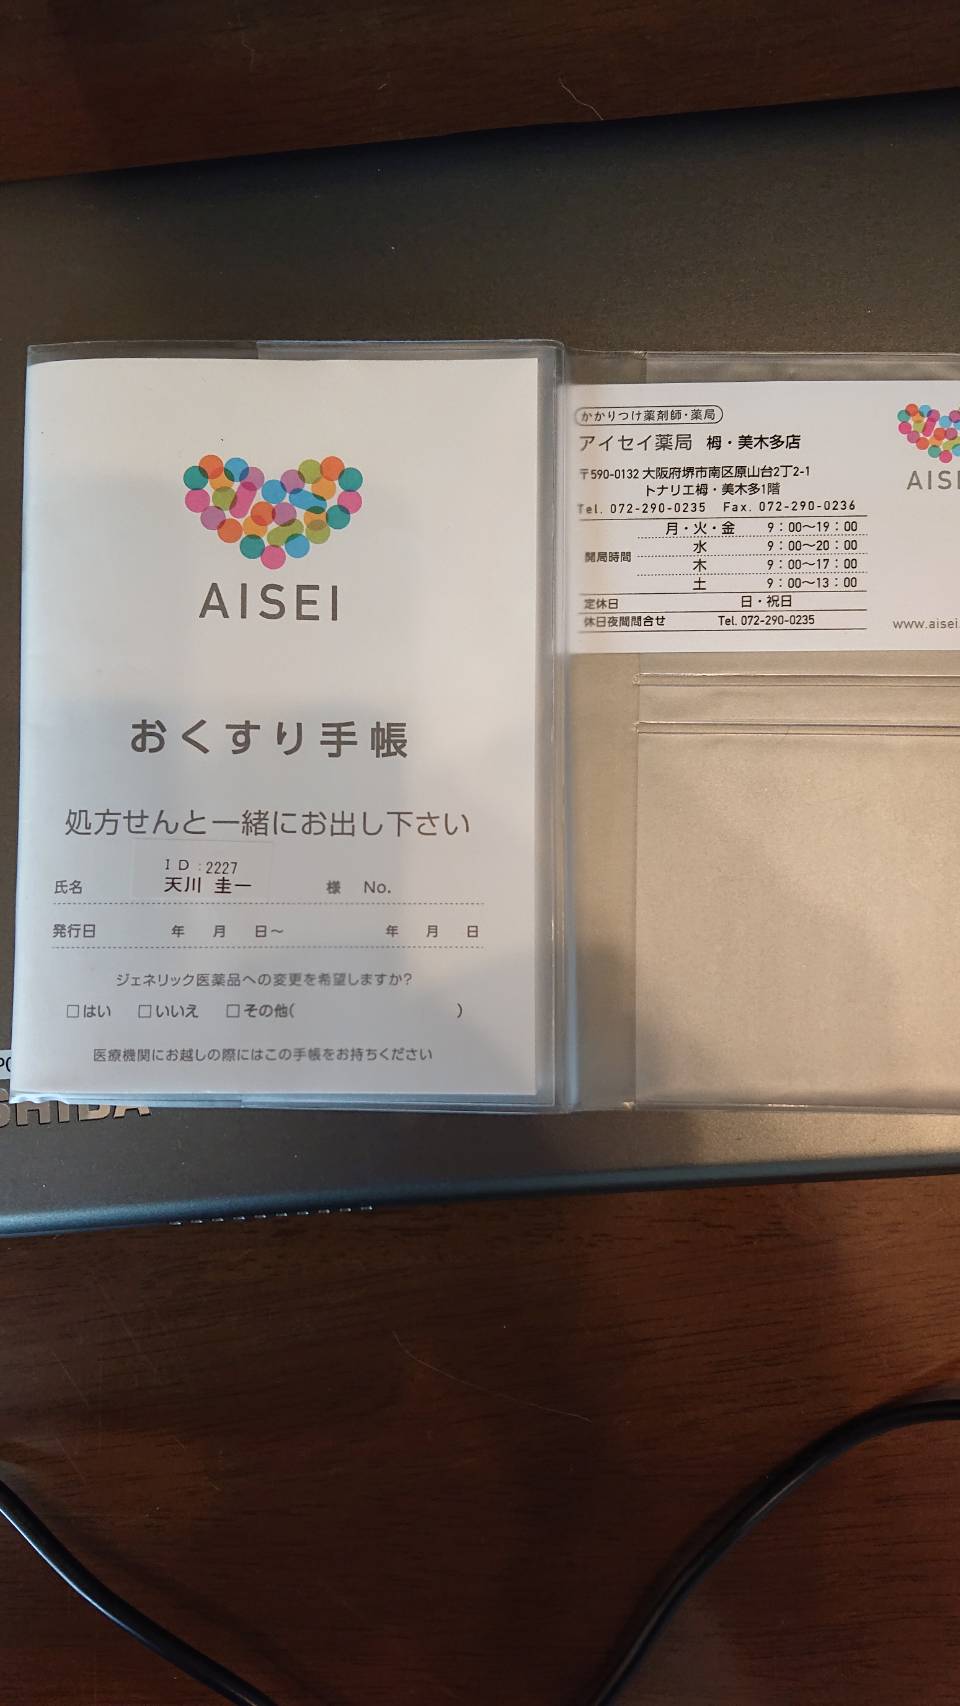 AISEI
おくすり手帳
処方せんと一緒にお出し下さい
ID:2227
氏名 天川 圭一 様 No.
発行日 年 月 日〜 年 月 日
ジェネリック医薬品への変更を希望しますか?
□はい □いいえ □その他( )
医療機関にお越しの際にはこの手帳をお持ちください
かかりつけ薬剤師・薬局
アイセイ薬局 栂・美木多店
〒590-0132 大阪府堺市南区原山台2丁2-1
トナリエ栂・美木多1階
Tel. 072-290-0235 Fax. 072-290-0236
開局時間
月・火・金 9:00〜19:00
水 9:00〜20:00
木 9:00〜17:00
土 9:00〜13:00
定休日 日・祝日
休日夜間問合せ Tel. 072-290-0235
AISE
www.aisei.
SHIBA